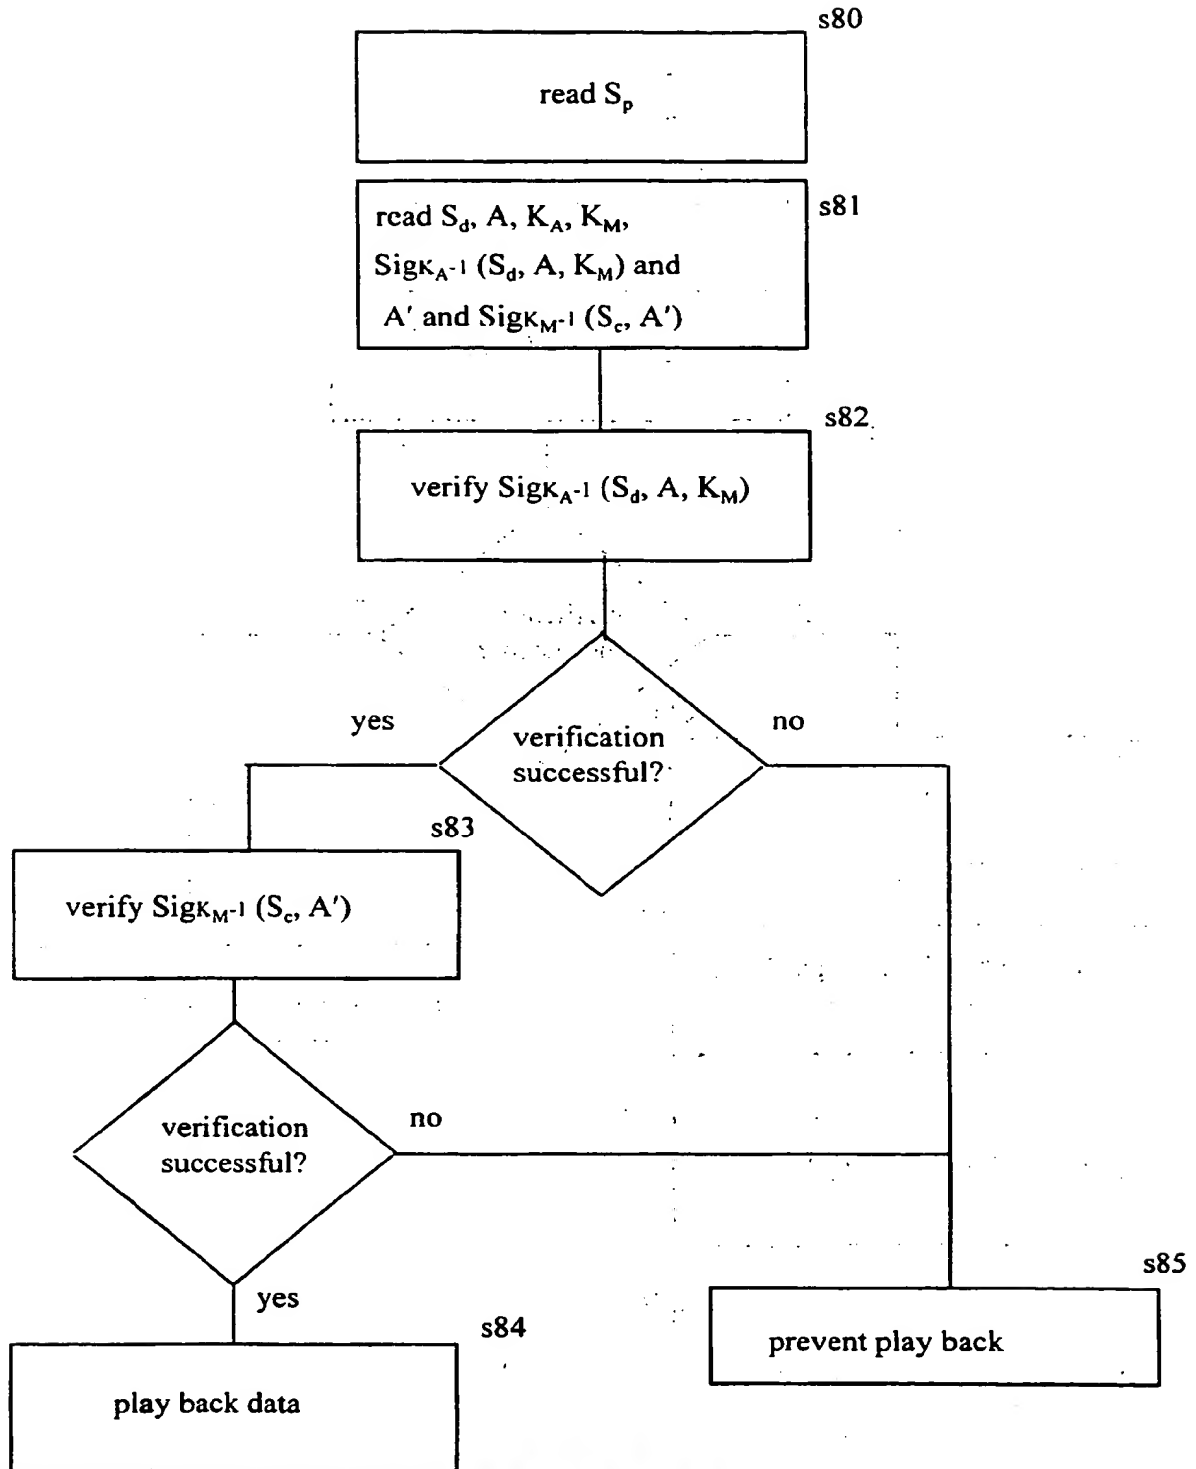 s80
read Sp
s81
read Sd, A, KA, KM,
SigKA-1 (Sd, A, KM) and
A' and SigKM-1 (Sc, A')
s82
verify SigKA-1 (Sd, A, KM)
yes
no
verification
successful?
s83
verify SigKM-1 (Sc, A')
verification
successful?
no
yes
s84
play back data
s85
prevent play back